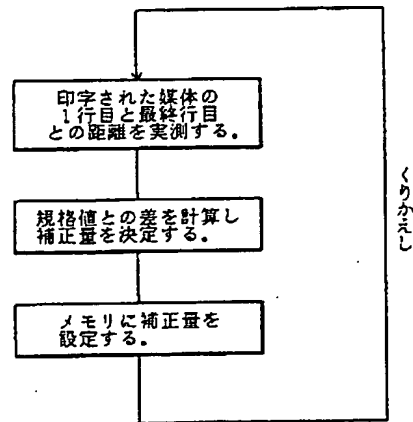 印字された媒体の
1行目と最終行目
との距離を実測する。
規格値との差を計算し
補正量を決定する。
メモリに補正量を
設定する。
くりかえし